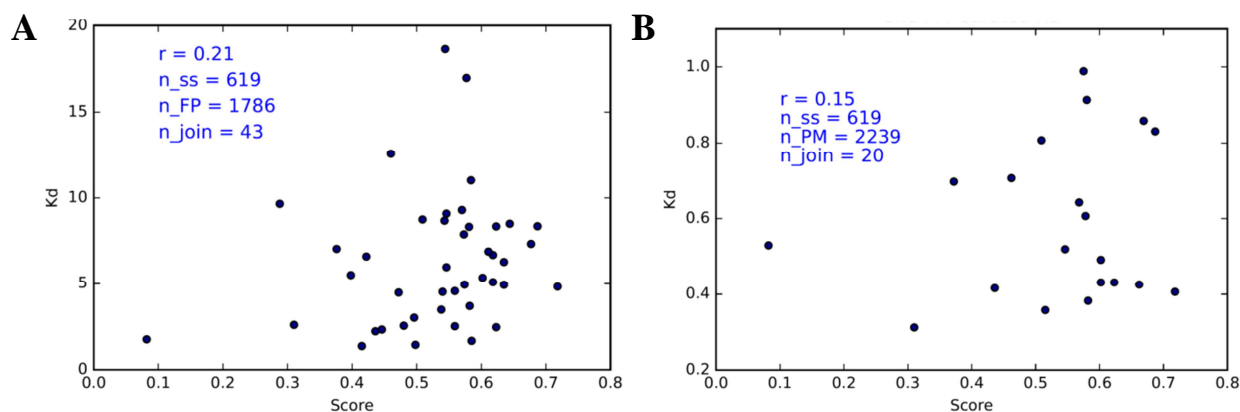 A
r = 0.21
n_ss = 619
n_FP = 1786
n_join = 43
20
15
10
5
0
0.0 0.1 0.2 0.3 0.4 0.5 0.6 0.7 0.8
Kd
Score
B
r = 0.15
n_ss = 619
n_PM = 2239
n_join = 20
1.0
0.8
0.6
0.4
0.2
0.0 0.1 0.2 0.3 0.4 0.5 0.6 0.7 0.8
Kd
Score